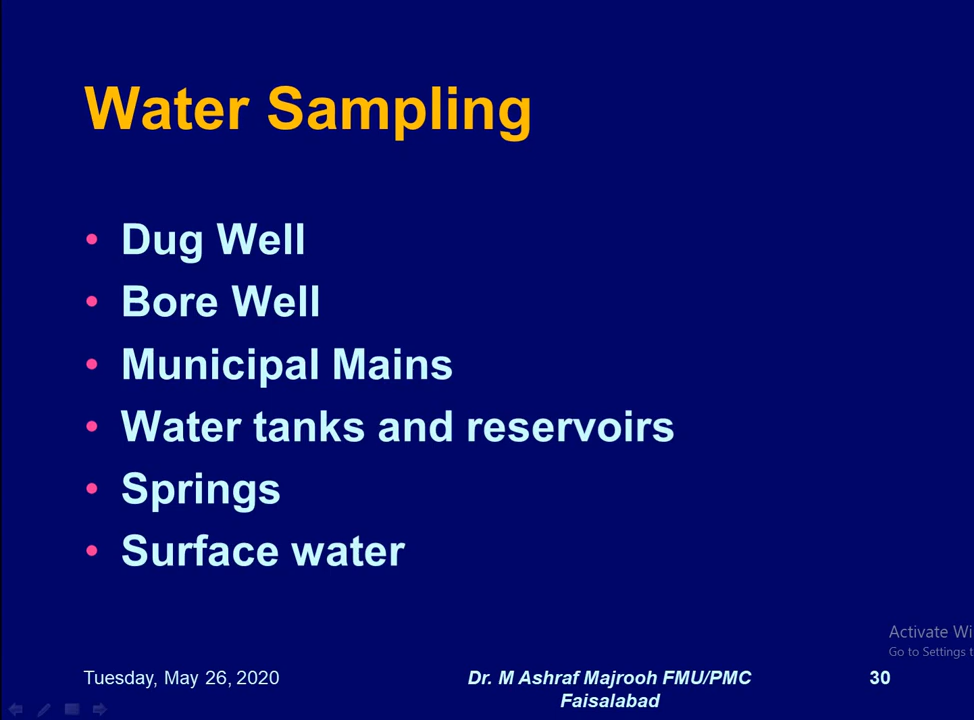 Water Sampling
• Dug Well
• Bore Well
• Municipal Mains
• Water tanks and reservoirs
• Springs
• Surface water
Activate Wi
Go to Settings t
Tuesday, May 26, 2020
Dr. M Ashraf Majrooh FMU/PMC
Faisalabad
30